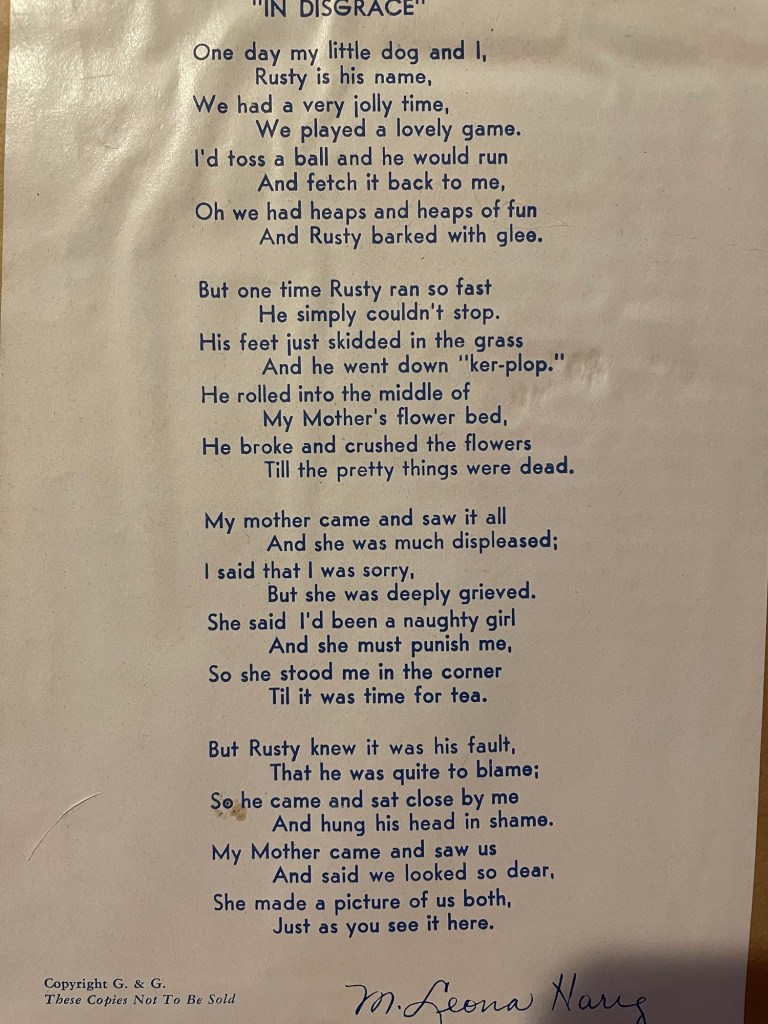 "IN DISGRACE"
One day my little dog and I,
Rusty is his name,
We had a very jolly time,
We played a lovely game.
I'd toss a ball and he would run
And fetch it back to me,
Oh we had heaps and heaps of fun
And Rusty barked with glee.
But one time Rusty ran so fast
He simply couldn't stop.
His feet just skidded in the grass
And he went down "ker-plop."
He rolled into the middle of
My Mother's flower bed,
He broke and crushed the flowers
Till the pretty things were dead.
My mother came and saw it all
And she was much displeased;
I said that I was sorry,
But she was deeply grieved.
She said I'd been a naughty girl
And she must punish me,
So she stood me in the corner
Til it was time for tea.
But Rusty knew it was his fault,
That he was quite to blame;
So he came and sat close by me
And hung his head in shame.
My Mother came and saw us
And said we looked so dear,
She made a picture of us both,
Just as you see it here.
Copyright G. & G.
These Copies Not To Be Sold
M. Leona Harig